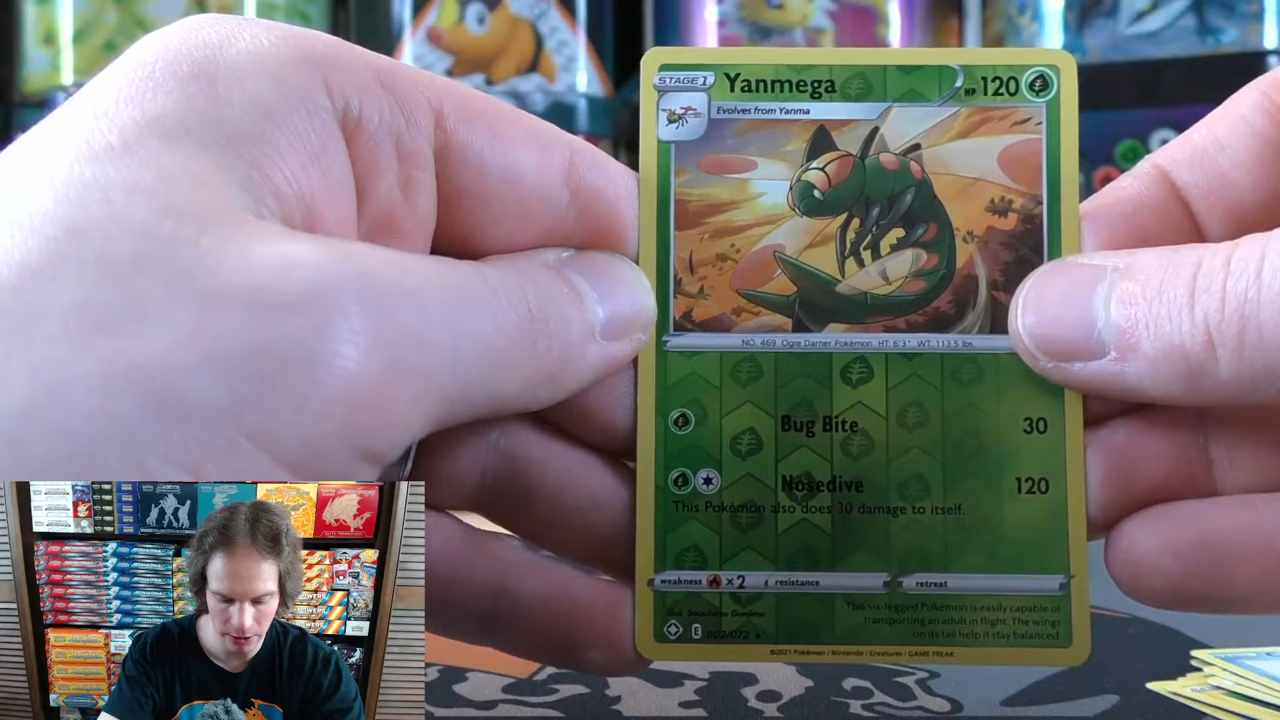 STAGE 1
Yanmega
HP 120
Evolves from Yanma
NO. 469 Ogre Darner Pokémon HT: 6'3" WT: 113.5 lbs.
Bug Bite 30
Nosedive 120
This Pokémon also does 30 damage to itself.
weakness ×2 resistance retreat
Illus. Souichirou Gunjima
This six-legged Pokémon is easily capable of
transporting an adult in flight. The wings
on its tail help it stay balanced.
E 002/072
©2021 Pokémon / Nintendo / Creatures / GAME FREAK